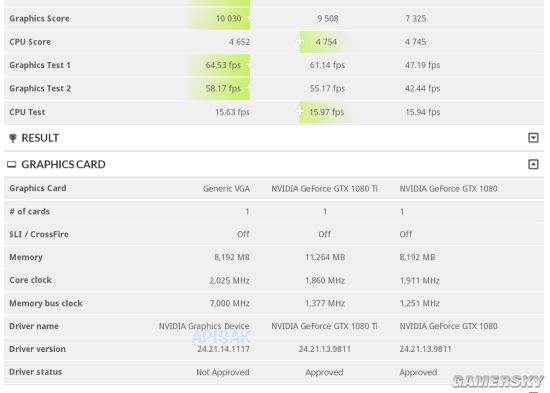 Graphics Score 10 030 9 508 7 325
CPU Score 4 652 4 754 4 745
Graphics Test 1 64.53 fps 61.14 fps 47.19 fps
Graphics Test 2 58.17 fps 55.17 fps 42.44 fps
CPU Test 15.63 fps 15.97 fps 15.94 fps
RESULT
GRAPHICS CARD
Graphics Card Generic VGA NVIDIA GeForce GTX 1080 Ti NVIDIA GeForce GTX 1080
# of cards 1 1 1
SLI / CrossFire Off Off Off
Memory 8,192 MB 11,264 MB 8,192 MB
Core clock 2,025 MHz 1,860 MHz 1,911 MHz
Memory bus clock 7,000 MHz 1,377 MHz 1,251 MHz
Driver name NVIDIA Graphics Device NVIDIA GeForce GTX 1080 Ti NVIDIA GeForce GTX 1080
APISAK
Driver version 24.21.14.1117 24.21.13.9811 24.21.13.9811
Driver status Not Approved Approved Approved
GAMERSKY